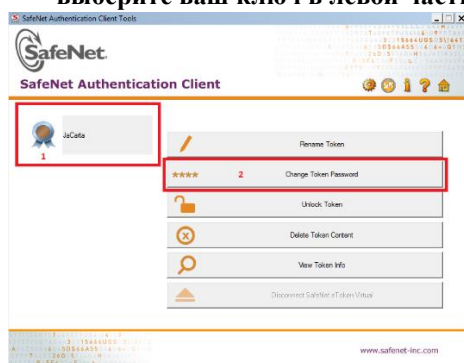 выберите ваш ключ в левой части
SafeNet Authentication Client Tools
SafeNet.
SafeNet Authentication Client
JaCarta
1
Rename Token
**** 2 Change Token Password
Unlock Token
Delete Token Content
View Token Info
Disconnect SafeNet eToken Virtual
www.safenet-inc.com